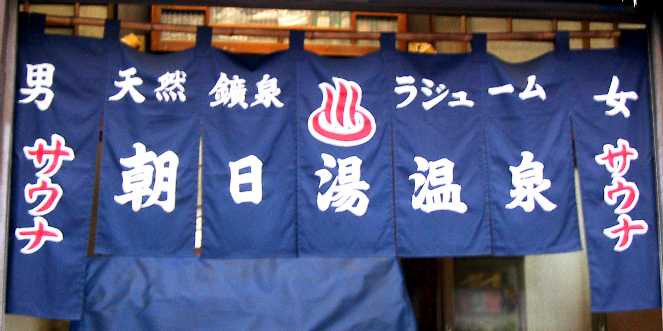 男 天然 鑛泉 ♨ ラジューム 女
サウナ 朝日湯温泉 サウナ